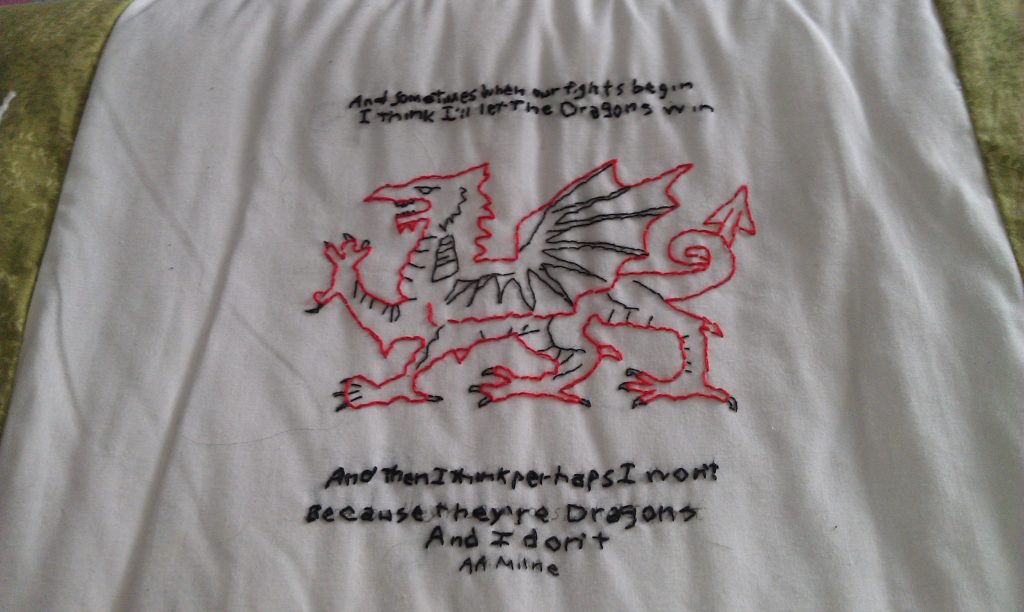 And sometimes when our fights begin
I think I'll let The Dragons win
And Then I think perhaps I won't
Because they're Dragons
And I don't
AA Milne